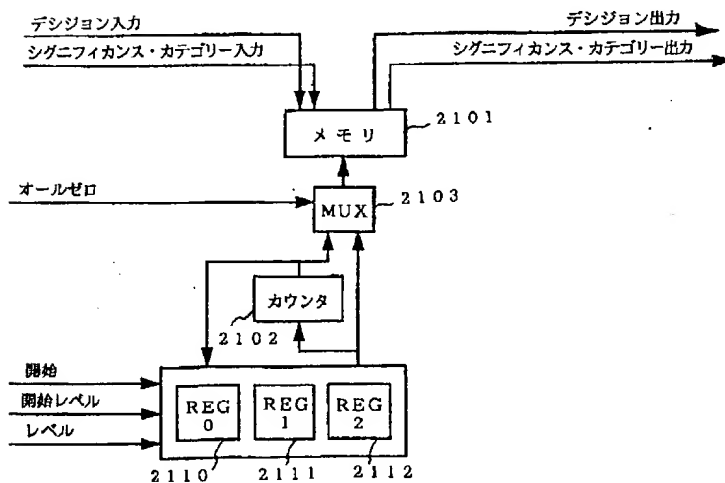 デシジョン入力
デシジョン出力
シグニフィカンス・カテゴリー入力
シグニフィカンス・カテゴリー出力
メモリ
2101
オールゼロ
MUX
2103
カウンタ
2102
開始
開始レベル
レベル
REG
0
REG
1
REG
2
2110
2111
2112